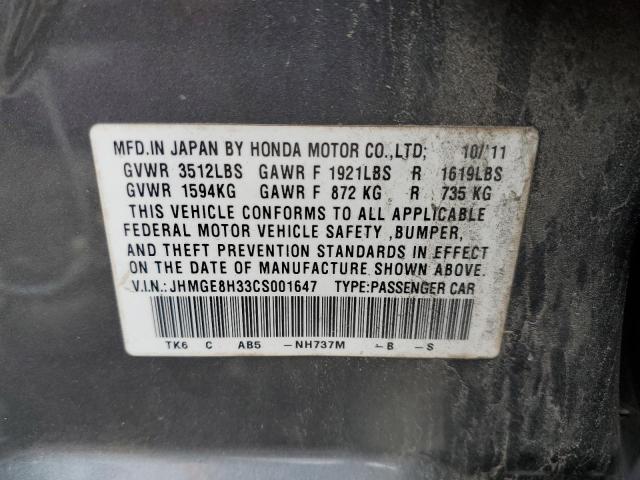 MFD.IN JAPAN BY HONDA MOTOR CO.,LTD; 10/'11
GVWR 3512LBS GAWR F 1921LBS R 1619LBS
GVWR 1594KG GAWR F 872 KG R 735 KG
THIS VEHICLE CONFORMS TO ALL APPLICABLE
FEDERAL MOTOR VEHICLE SAFETY ,BUMPER,
AND THEFT PREVENTION STANDARDS IN EFFECT
ON THE DATE OF MANUFACTURE SHOWN ABOVE.
V.I.N.:JHMGE8H33CS001647 TYPE:PASSENGER CAR
TK6 C AB5 –NH737M –B –S